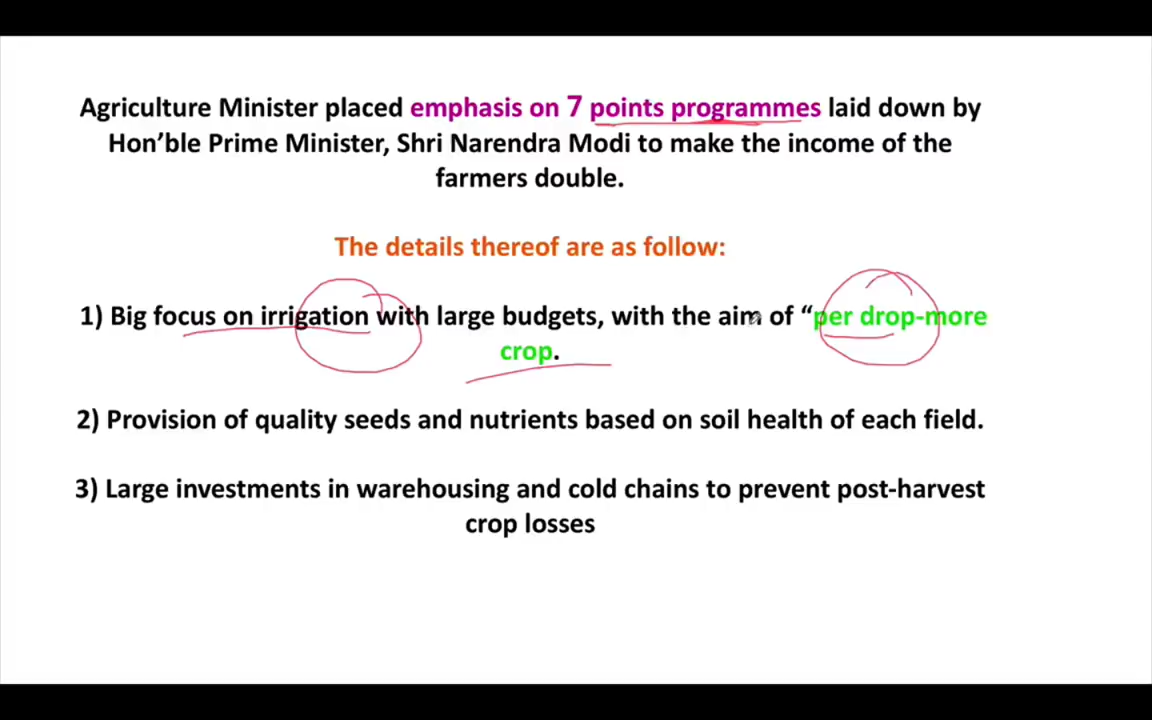 Agriculture Minister placed emphasis on 7 points programmes laid down by
Hon’ble Prime Minister, Shri Narendra Modi to make the income of the
farmers double.
The details thereof are as follow:
1) Big focus on irrigation with large budgets, with the aim of “per drop-more
crop.
2) Provision of quality seeds and nutrients based on soil health of each field.
3) Large investments in warehousing and cold chains to prevent post-harvest
crop losses